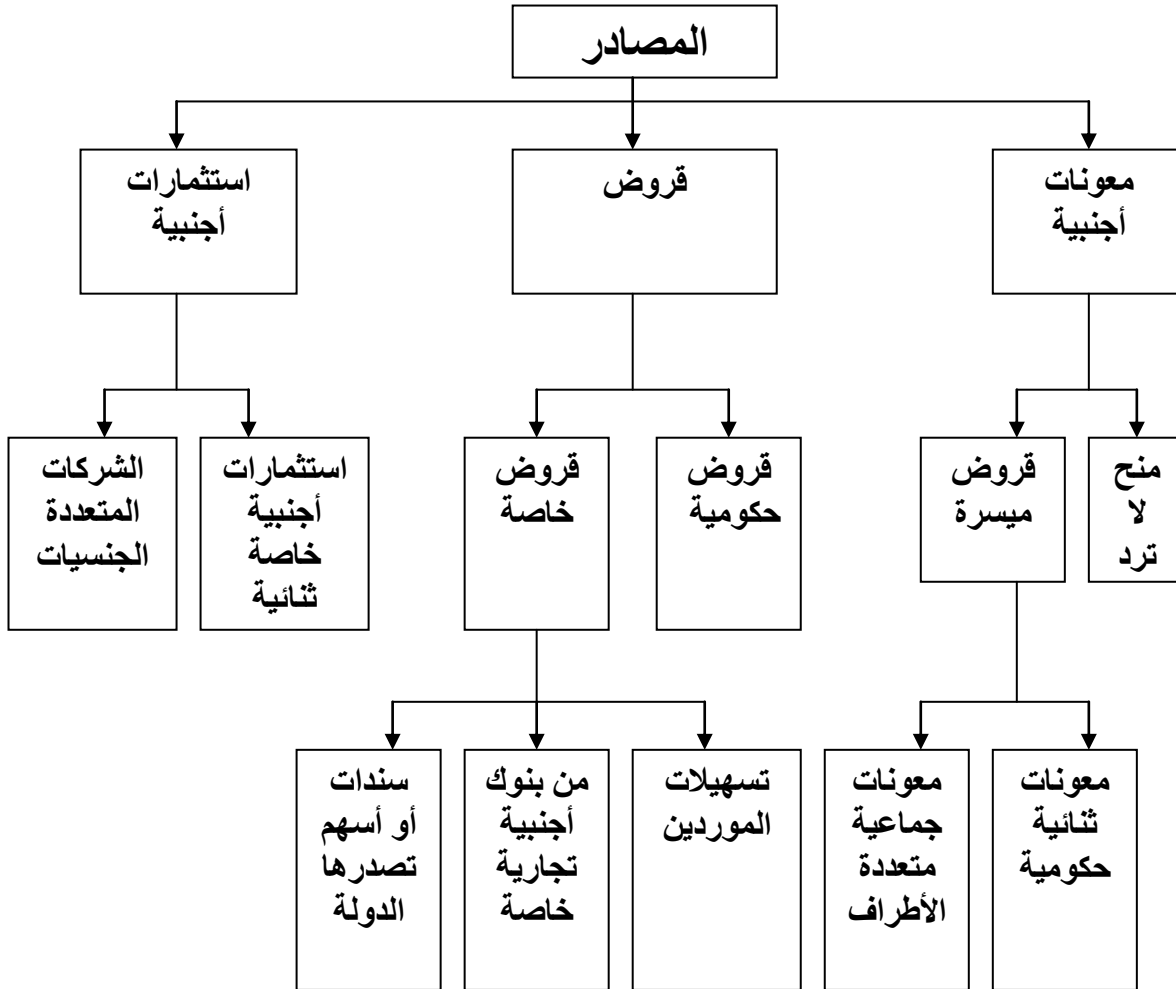 المصادر
معونات
أجنبية
قروض
استثمارات
أجنبية
منح
لا
ترد
قروض
ميسرة
قروض
حكومية
قروض
خاصة
استثمارات
أجنبية
خاصة
ثنائية
الشركات
المتعددة
الجنسيات
معونات
ثنائية
حكومية
معونات
جماعية
متعددة
الأطراف
تسهيلات
الموردين
من بنوك
أجنبية
تجارية
خاصة
سندات
أو أسهم
تصدرها
الدولة